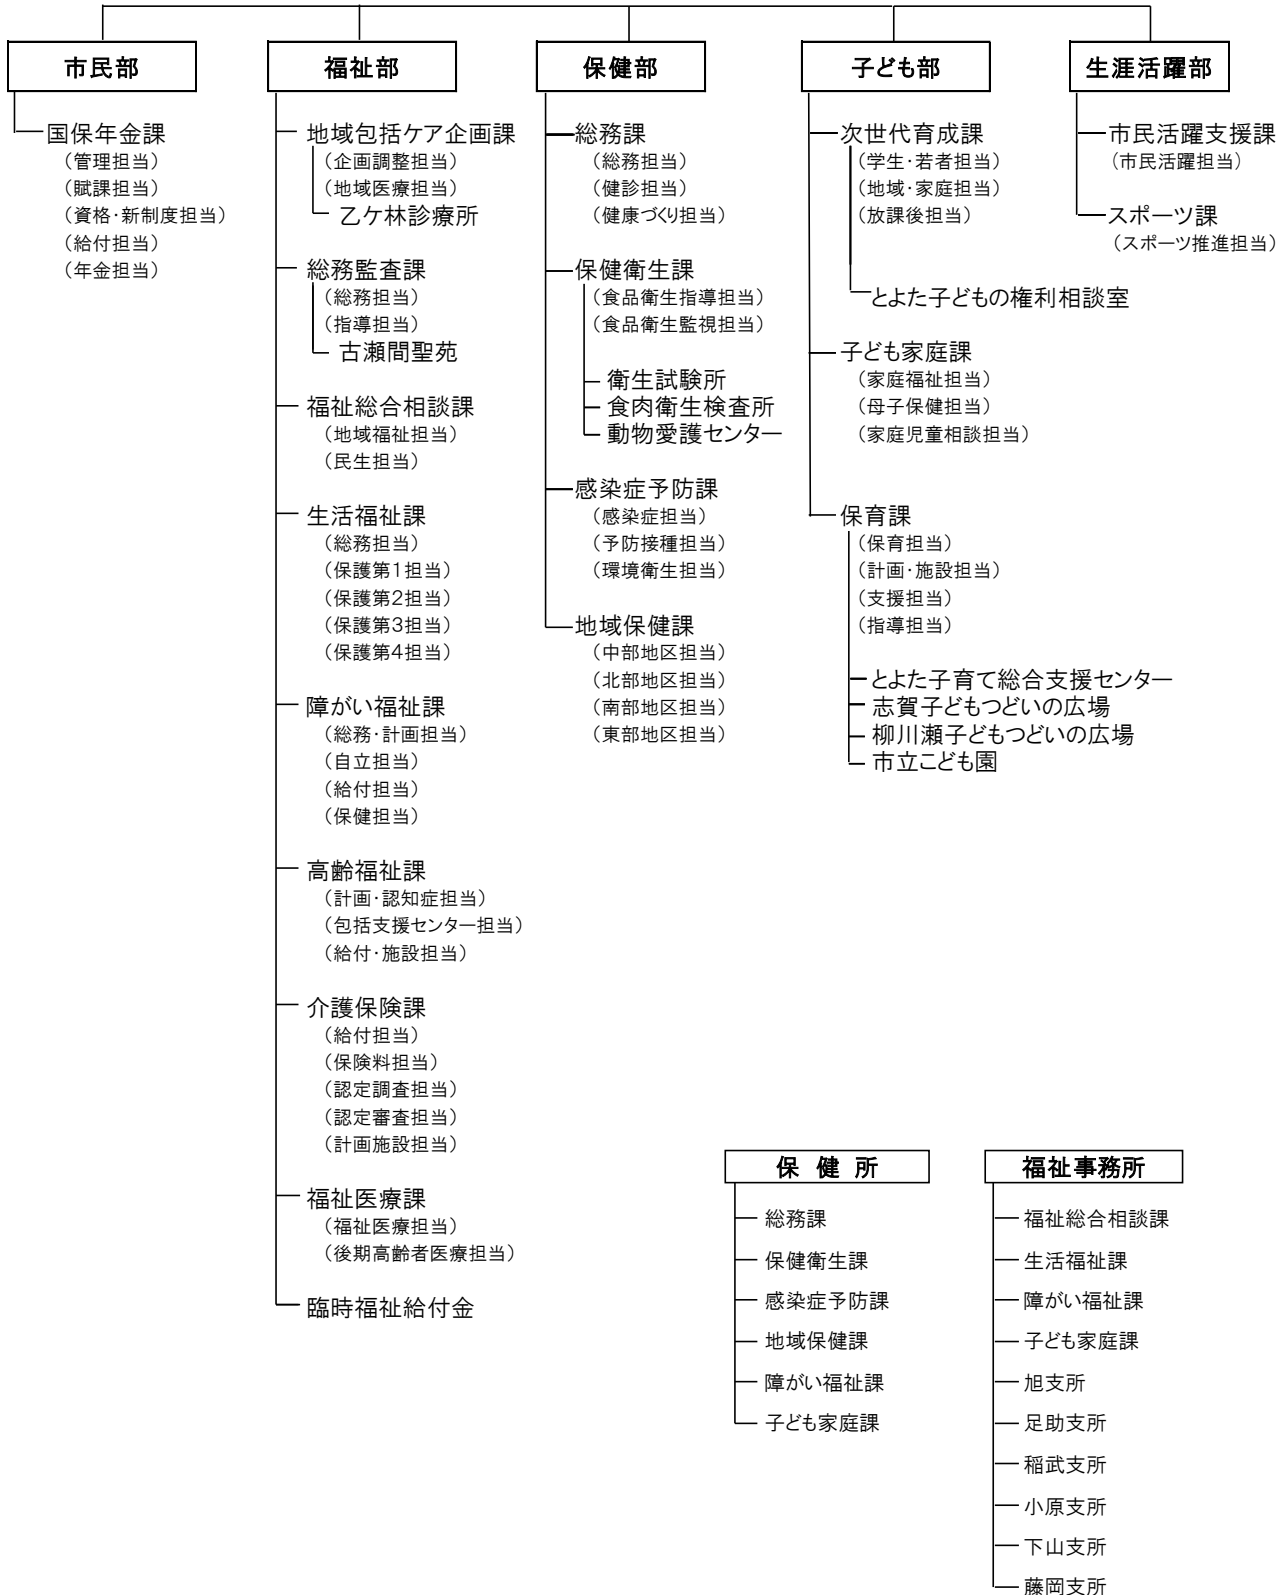 市民部
国保年金課
（管理担当）
（賦課担当）
（資格・新制度担当）
（給付担当）
（年金担当）
福祉部
地域包括ケア企画課
（企画調整担当）
（地域医療担当）
乙ケ林診療所
総務監査課
（総務担当）
（指導担当）
古瀬間聖苑
福祉総合相談課
（地域福祉担当）
（民生担当）
生活福祉課
（総務担当）
（保護第1担当）
（保護第2担当）
（保護第3担当）
（保護第4担当）
障がい福祉課
（総務・計画担当）
（自立担当）
（給付担当）
（保健担当）
高齢福祉課
（計画・認知症担当）
（包括支援センター担当）
（給付・施設担当）
介護保険課
（給付担当）
（保険料担当）
（認定調査担当）
（認定審査担当）
（計画施設担当）
福祉医療課
（福祉医療担当）
（後期高齢者医療担当）
臨時福祉給付金
保健部
総務課
（総務担当）
（健診担当）
（健康づくり担当）
保健衛生課
（食品衛生指導担当）
（食品衛生監視担当）
衛生試験所
食肉衛生検査所
動物愛護センター
感染症予防課
（感染症担当）
（予防接種担当）
（環境衛生担当）
地域保健課
（中部地区担当）
（北部地区担当）
（南部地区担当）
（東部地区担当）
子ども部
次世代育成課
（学生・若者担当）
（地域・家庭担当）
（放課後担当）
とよた子どもの権利相談室
子ども家庭課
（家庭福祉担当）
（母子保健担当）
（家庭児童相談担当）
保育課
（保育担当）
（計画・施設担当）
（支援担当）
（指導担当）
とよた子育て総合支援センター
志賀子どもつどいの広場
柳川瀬子どもつどいの広場
市立こども園
生涯活躍部
市民活躍支援課
（市民活躍担当）
スポーツ課
（スポーツ推進担当）
保 健 所
総務課
保健衛生課
感染症予防課
地域保健課
障がい福祉課
子ども家庭課
福祉事務所
福祉総合相談課
生活福祉課
障がい福祉課
子ども家庭課
旭支所
足助支所
稲武支所
小原支所
下山支所
藤岡支所